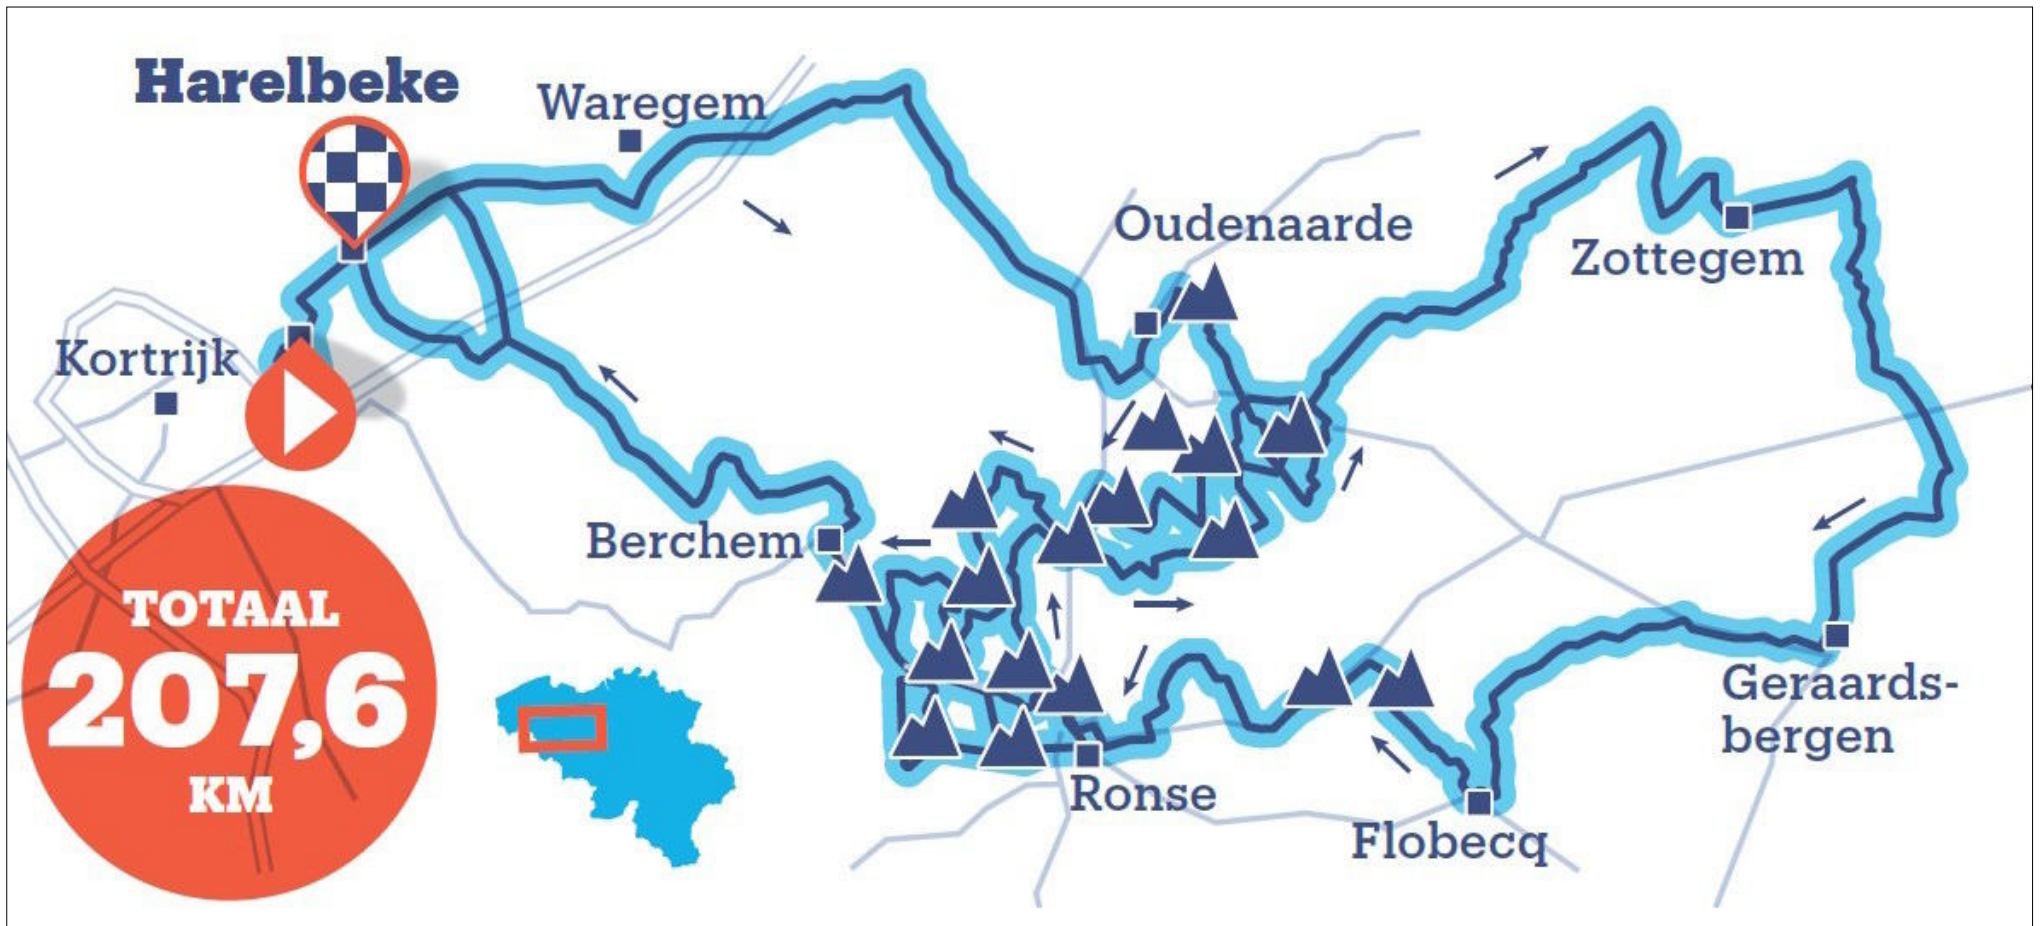 Harelbeke
Waregem
Oudenaarde
Zottegem
Kortrijk
Berchem
TOTAAL
207,6
KM
Geraards-
bergen
Ronse
Flobecq